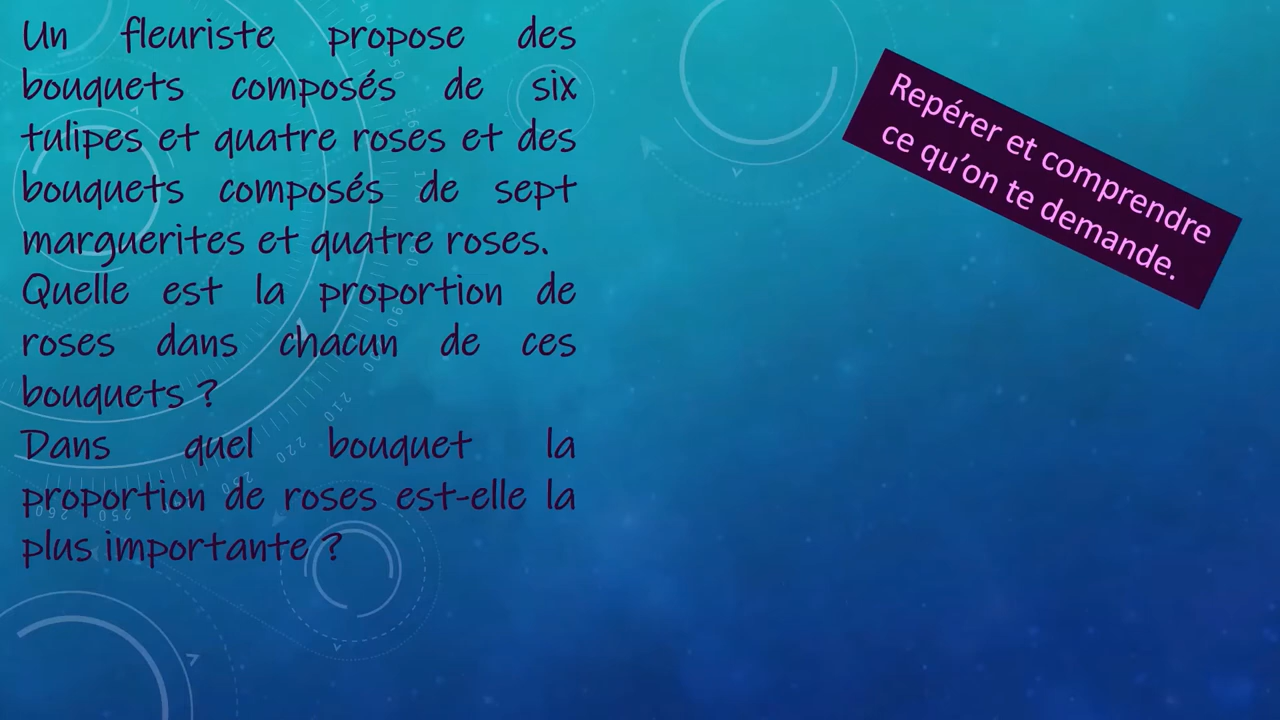 Un fleuriste propose des
bouquets composés de six
tulipes et quatre roses et des
bouquets composés de sept
marguerites et quatre roses.
Quelle est la proportion de
roses dans chacun de ces
bouquets ?
Dans quel bouquet la
proportion de roses est-elle la
plus importante ?
Repérer et comprendre
ce qu'on te demande.